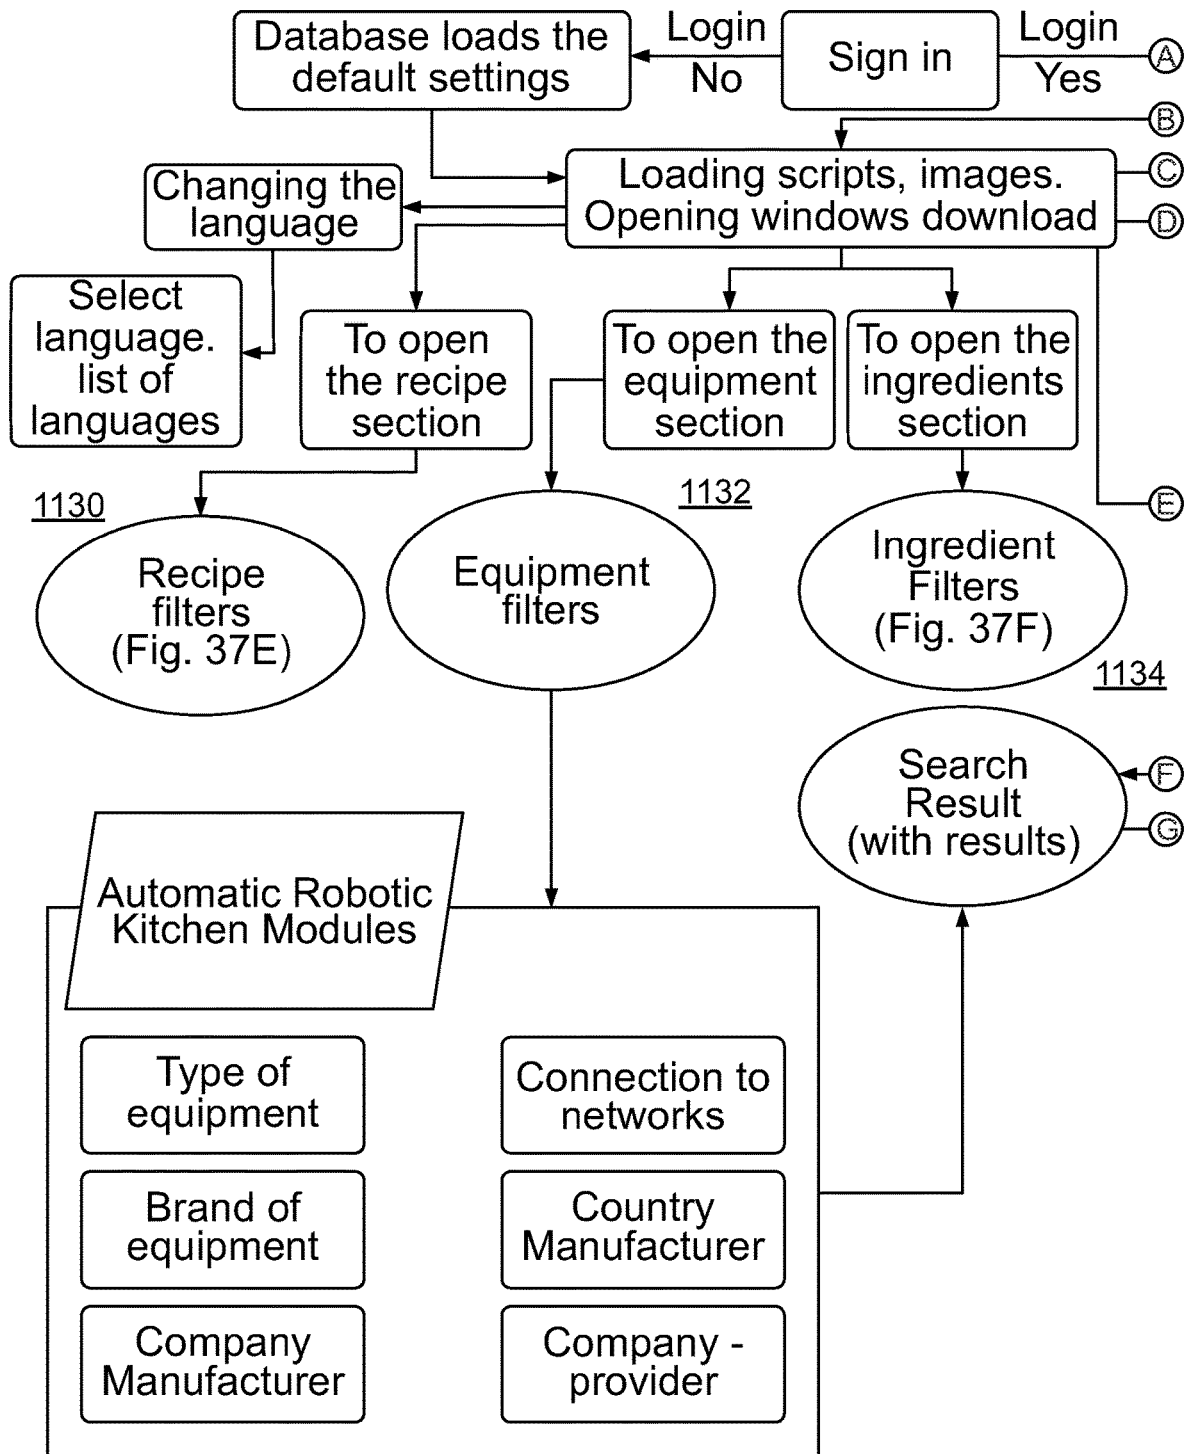 Database loads the
default settings
Login
No
Sign in
Login
Yes
A
B
Loading scripts, images.
Opening windows download
C
D
Changing the
language
Select
language.
list of
languages
To open
the recipe
section
To open the
equipment
section
To open the
ingredients
section
1130
1132
E
Recipe
filters
(Fig. 37E)
Equipment
filters
Ingredient
Filters
(Fig. 37F)
1134
Search
Result
(with results)
F
G
Automatic Robotic
Kitchen Modules
Type of
equipment
Connection to
networks
Brand of
equipment
Country
Manufacturer
Company
Manufacturer
Company -
provider